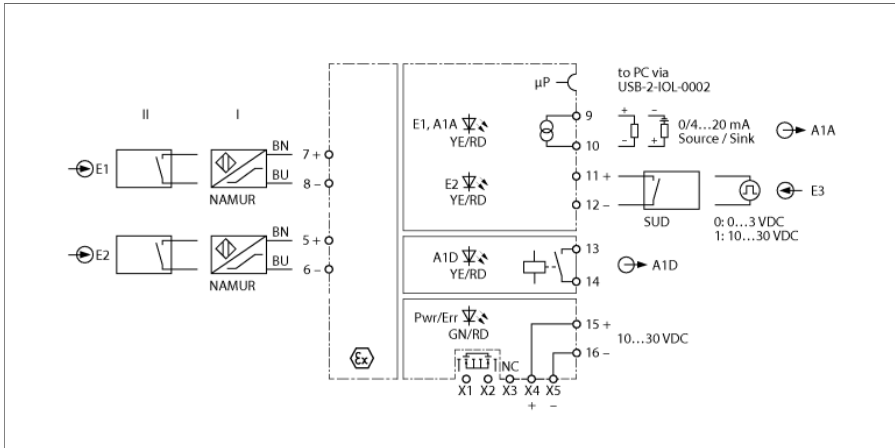 II
I
E1
BN
7 +
BU
8 –
NAMUR
E2
BN
5 +
BU
6 –
NAMUR
Ex
µP
to PC via
USB-2-IOL-0002
E1, A1A
YE/RD
9
10
+
–
–
+
0/4...20 mA
Source / Sink
A1A
E2
YE/RD
11 +
12 –
SUD
0: 0...3 VDC
1: 10...30 VDC
E3
A1D
YE/RD
13
14
A1D
Pwr/Err
GN/RD
15 +
16 –
10...30 VDC
NC
X1 X2 X3 X4 X5
+ –